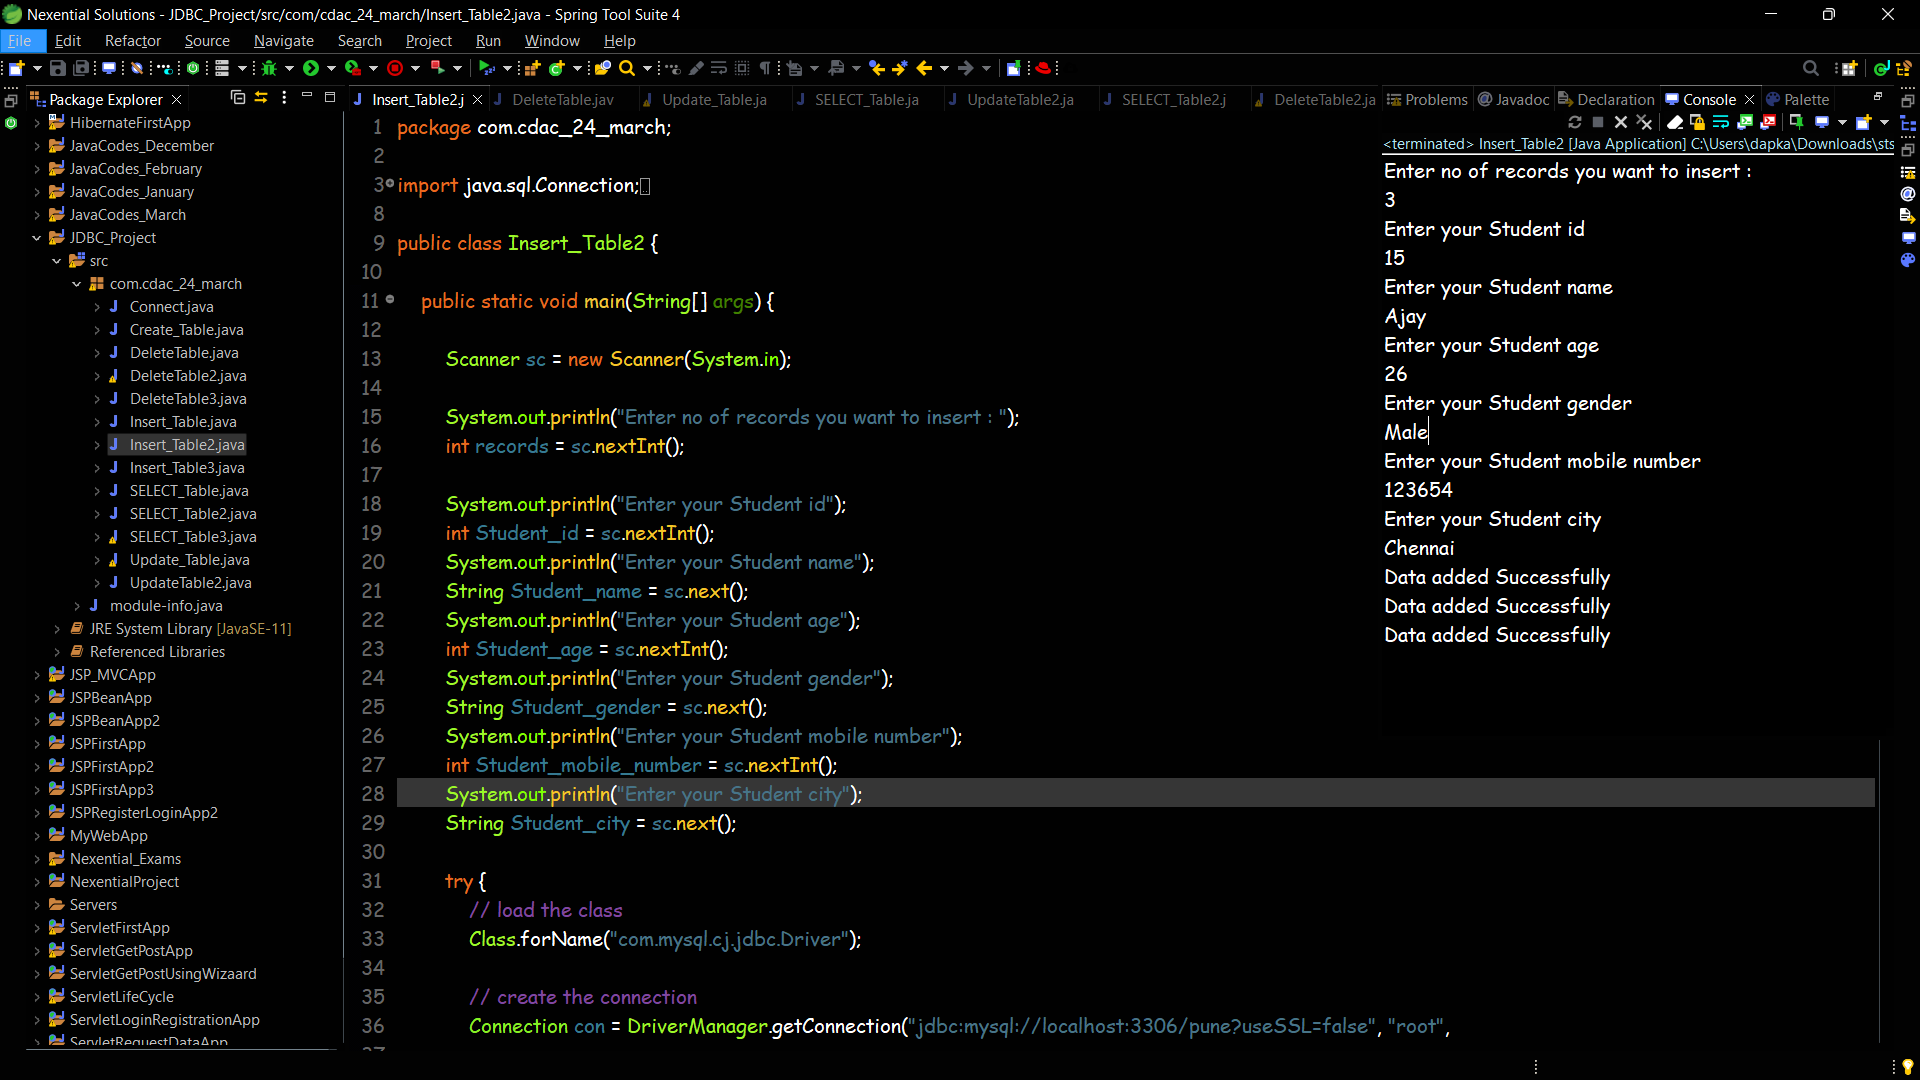 Nexential Solutions - JDBC_Project/src/com/cdac_24_march/Insert_Table2.java - Spring Tool Suite 4
File Edit Refactor Source Navigate Search Project Run Window Help
Package Explorer
HibernateFirstApp
JavaCodes_December
JavaCodes_February
JavaCodes_January
JavaCodes_March
JDBC_Project
src
com.cdac_24_march
Connect.java
Create_Table.java
DeleteTable.java
DeleteTable2.java
DeleteTable3.java
Insert_Table.java
Insert_Table2.java
Insert_Table3.java
SELECT_Table.java
SELECT_Table2.java
SELECT_Table3.java
Update_Table.java
UpdateTable2.java
module-info.java
JRE System Library [JavaSE-11]
Referenced Libraries
JSP_MVCApp
JSPBeanApp
JSPBeanApp2
JSPFirstApp
JSPFirstApp2
JSPFirstApp3
JSPRegisterLoginApp2
MyWebApp
Nexential_Exams
NexentialProject
Servers
ServletFirstApp
ServletGetPostApp
ServletGetPostUsingWizaard
ServletLifeCycle
ServletLoginRegistrationApp
ServletRequestDataApp
Insert_Table2.j DeleteTable.jav Update_Table.ja SELECT_Table.ja UpdateTable2.ja SELECT_Table2.j DeleteTable2.ja
1 package com.cdac_24_march;
2
3 import java.sql.Connection;
8
9 public class Insert_Table2 {
10
11 public static void main(String[] args) {
12
13 Scanner sc = new Scanner(System.in);
14
15 System.out.println("Enter no of records you want to insert : ");
16 int records = sc.nextInt();
17
18 System.out.println("Enter your Student id");
19 int Student_id = sc.nextInt();
20 System.out.println("Enter your Student name");
21 String Student_name = sc.next();
22 System.out.println("Enter your Student age");
23 int Student_age = sc.nextInt();
24 System.out.println("Enter your Student gender");
25 String Student_gender = sc.next();
26 System.out.println("Enter your Student mobile number");
27 int Student_mobile_number = sc.nextInt();
28 System.out.println("Enter your Student city");
29 String Student_city = sc.next();
30
31 try {
32 // load the class
33 Class.forName("com.mysql.cj.jdbc.Driver");
34
35 // create the connection
36 Connection con = DriverManager.getConnection("jdbc:mysql://localhost:3306/pune?useSSL=false", "root",
Problems Javadoc Declaration Console Palette
<terminated> Insert_Table2 [Java Application] C:\Users\dapka\Downloads\sts
Enter no of records you want to insert :
3
Enter your Student id
15
Enter your Student name
Ajay
Enter your Student age
26
Enter your Student gender
Male
Enter your Student mobile number
123654
Enter your Student city
Chennai
Data added Successfully
Data added Successfully
Data added Successfully